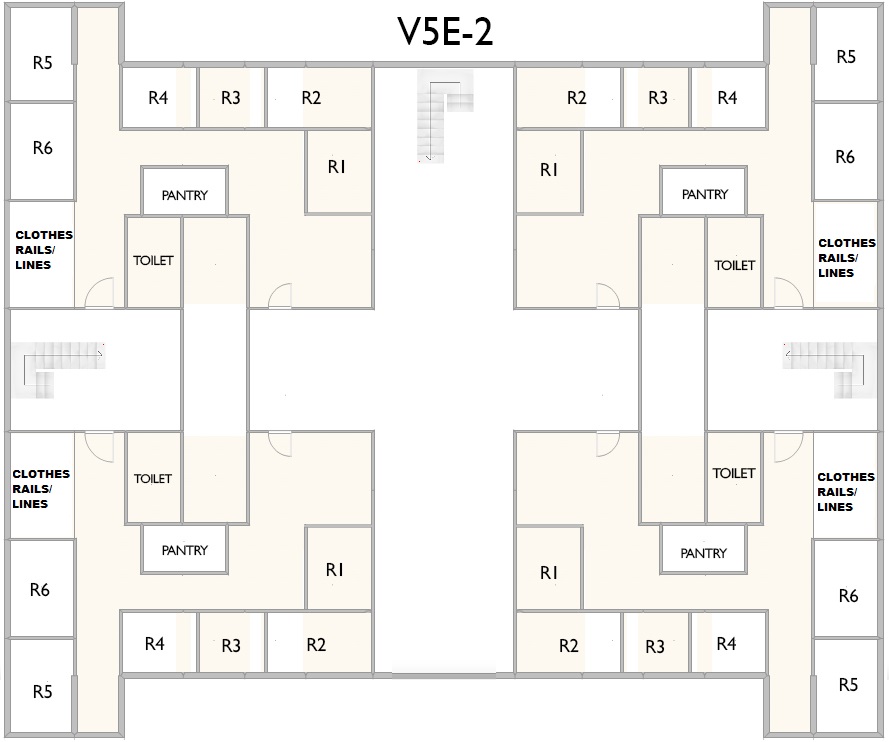 V5E-2
R5
R4
R3
R2
R2
R3
R4
R5
R6
R1
R1
R6
PANTRY
PANTRY
CLOTHES
RAILS/
LINES
TOILET
TOILET
CLOTHES
RAILS/
LINES
CLOTHES
RAILS/
LINES
TOILET
TOILET
CLOTHES
RAILS/
LINES
PANTRY
PANTRY
R6
R1
R1
R6
R5
R4
R3
R2
R2
R3
R4
R5